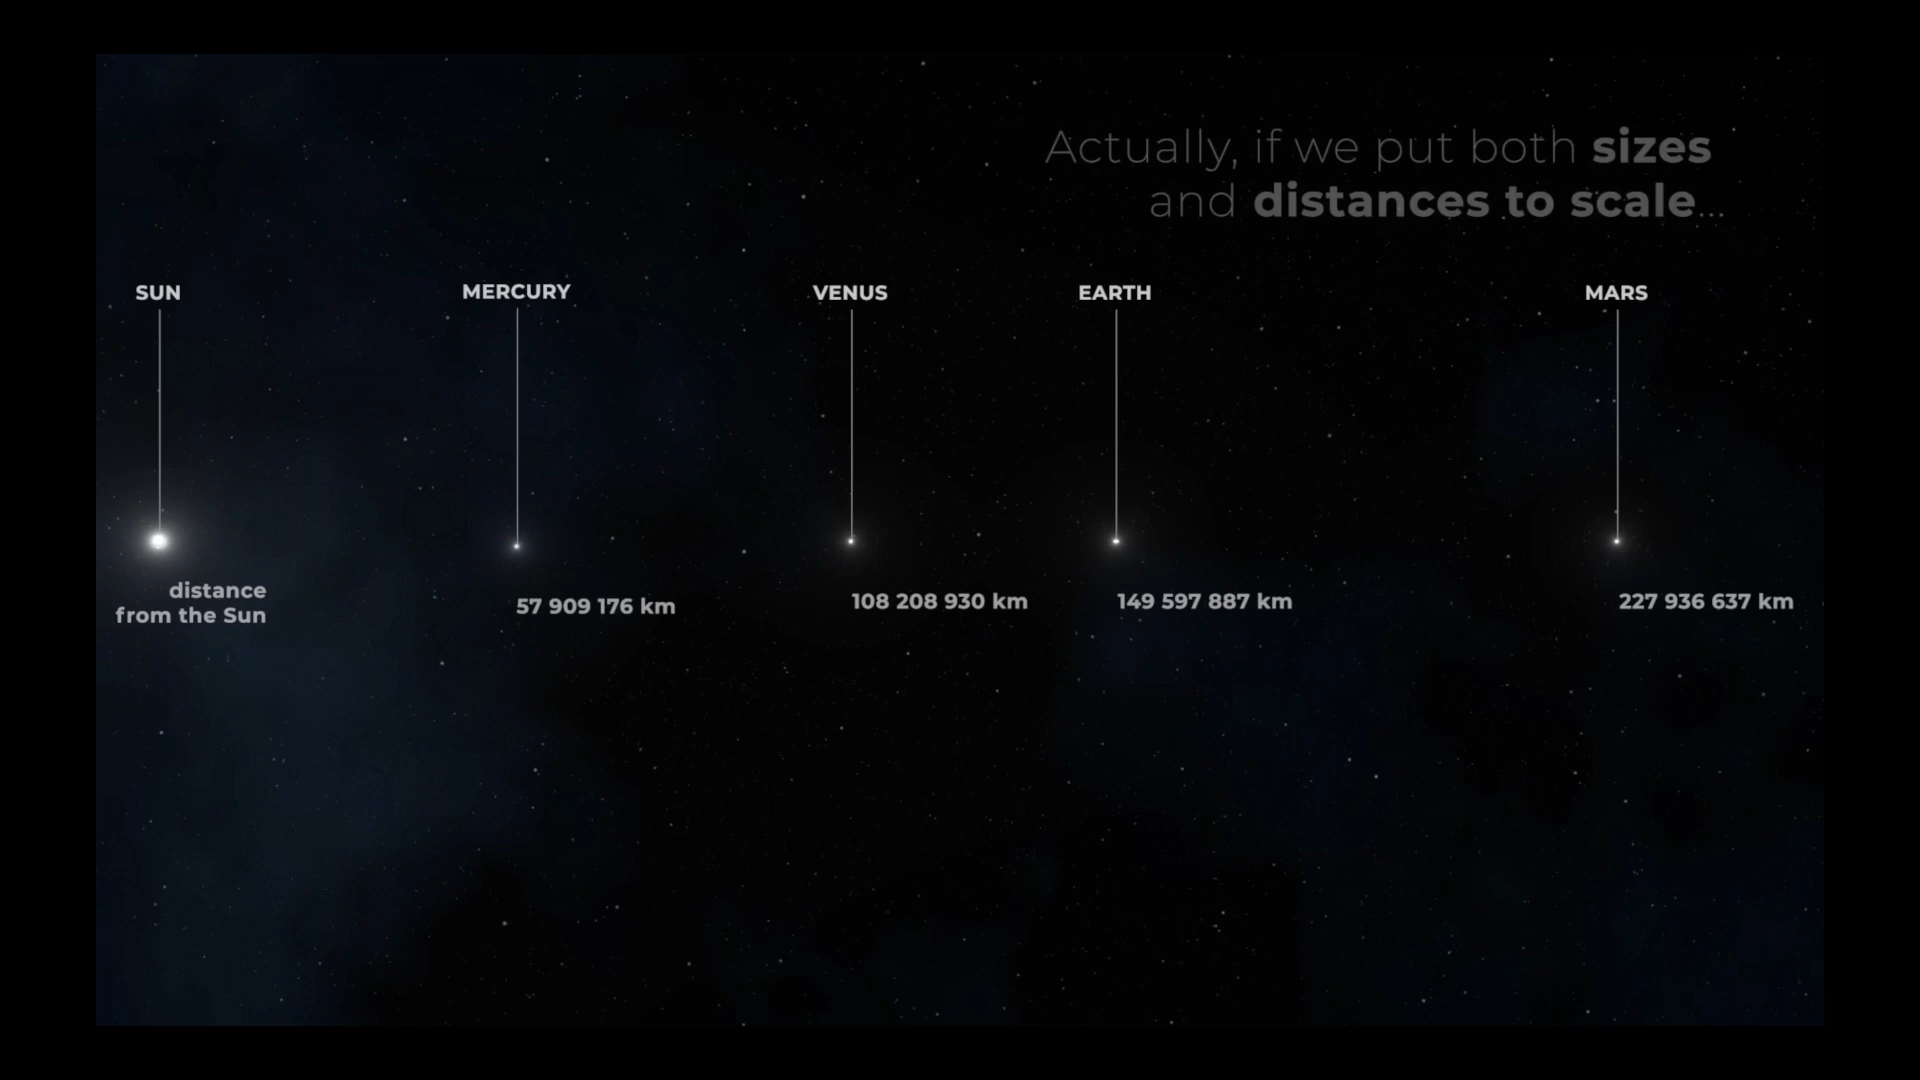 Actually, if we put both sizes
and distances to scale...
SUN
MERCURY
VENUS
EARTH
MARS
distance
from the Sun
57 909 176 km
108 208 930 km
149 597 887 km
227 936 637 km